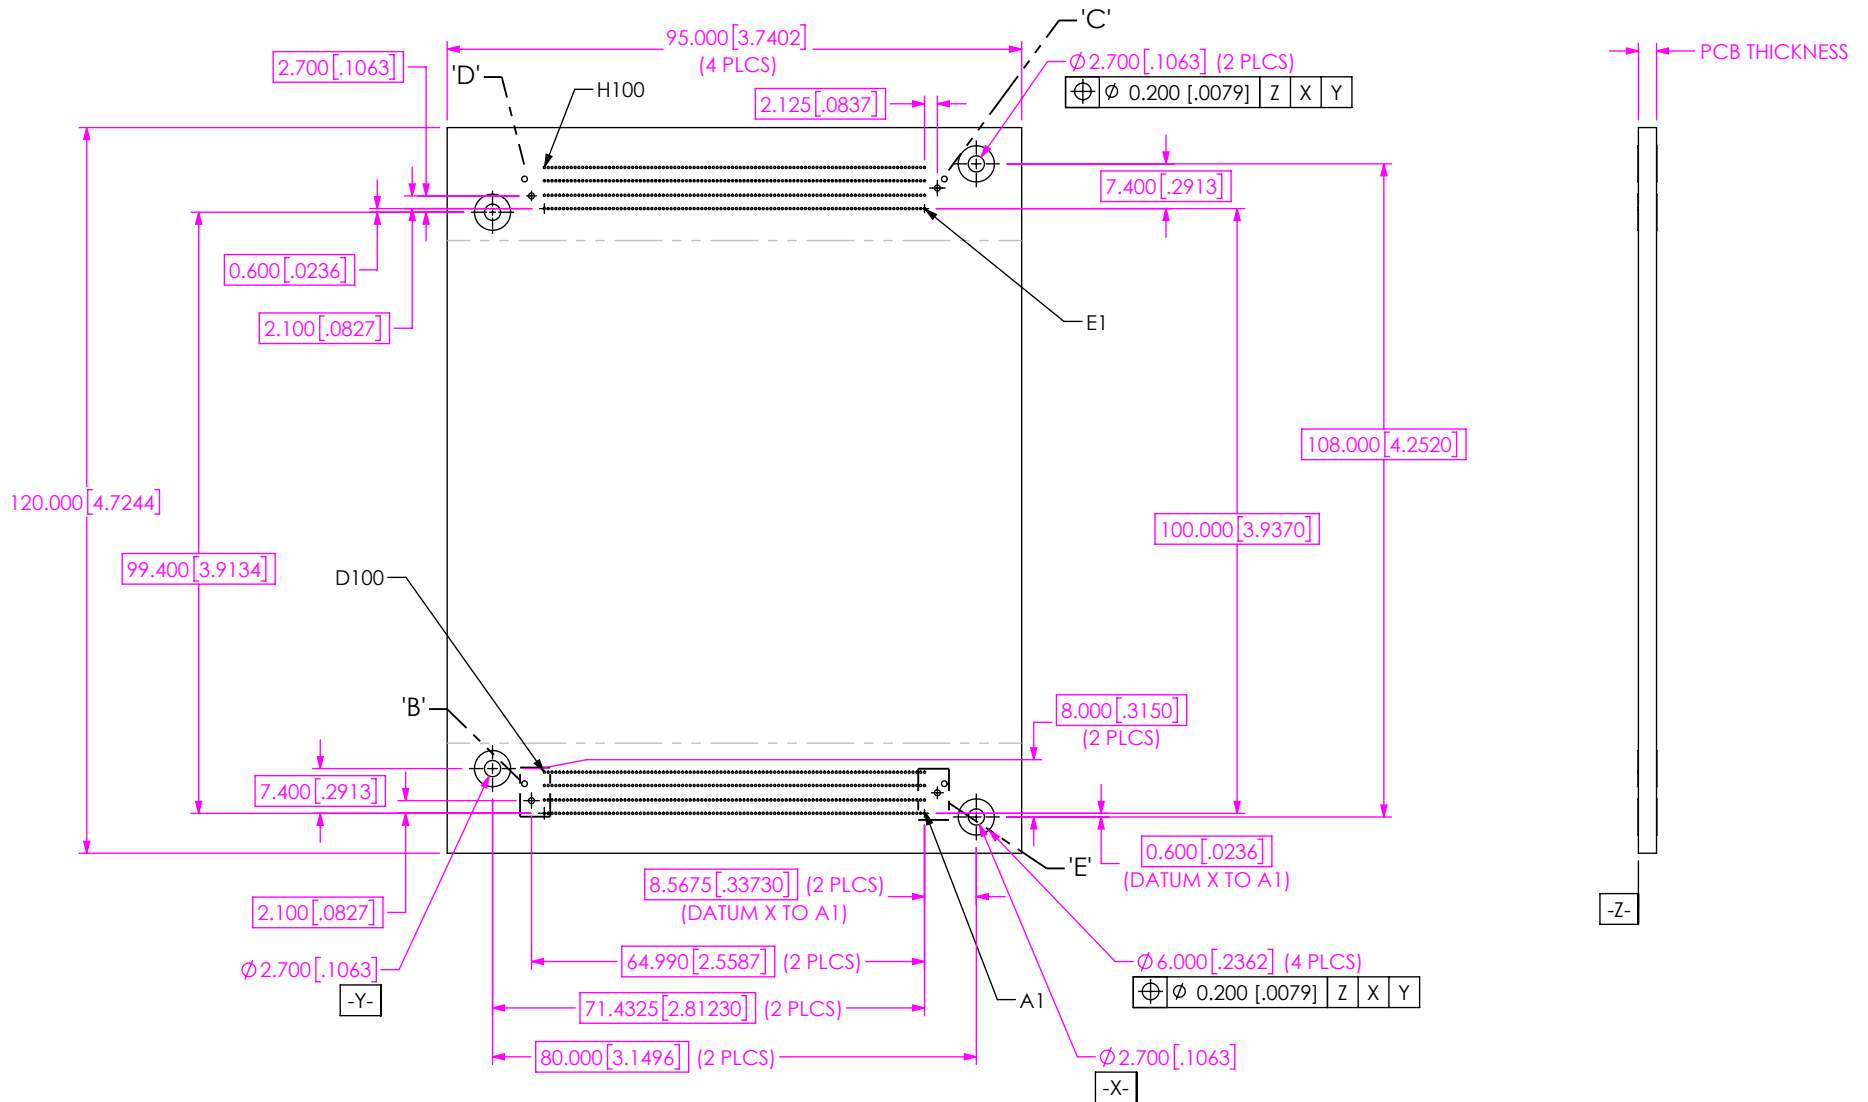 'C'
95.000[3.7402]
(4 PLCS)
PCB THICKNESS
2.700[.1063]
'D'
Ø2.700[.1063] (2 PLCS)
H100
2.125[.0837]
⌖ Ø 0.200 [.0079] Z X Y
7.400[.2913]
0.600[.0236]
2.100[.0827]
E1
108.000[4.2520]
120.000[4.7244]
100.000[3.9370]
99.400[3.9134]
D100
'B'
8.000[.3150]
(2 PLCS)
7.400[.2913]
0.600[.0236]
(DATUM X TO A1)
'E'
8.5675[.33730] (2 PLCS)
(DATUM X TO A1)
2.100[.0827]
-Z-
64.990[2.5587] (2 PLCS)
Ø2.700[.1063]
-Y-
Ø6.000[.2362] (4 PLCS)
⌖ Ø 0.200 [.0079] Z X Y
71.4325[2.81230] (2 PLCS)
A1
80.000[3.1496] (2 PLCS)
Ø2.700[.1063]
-X-